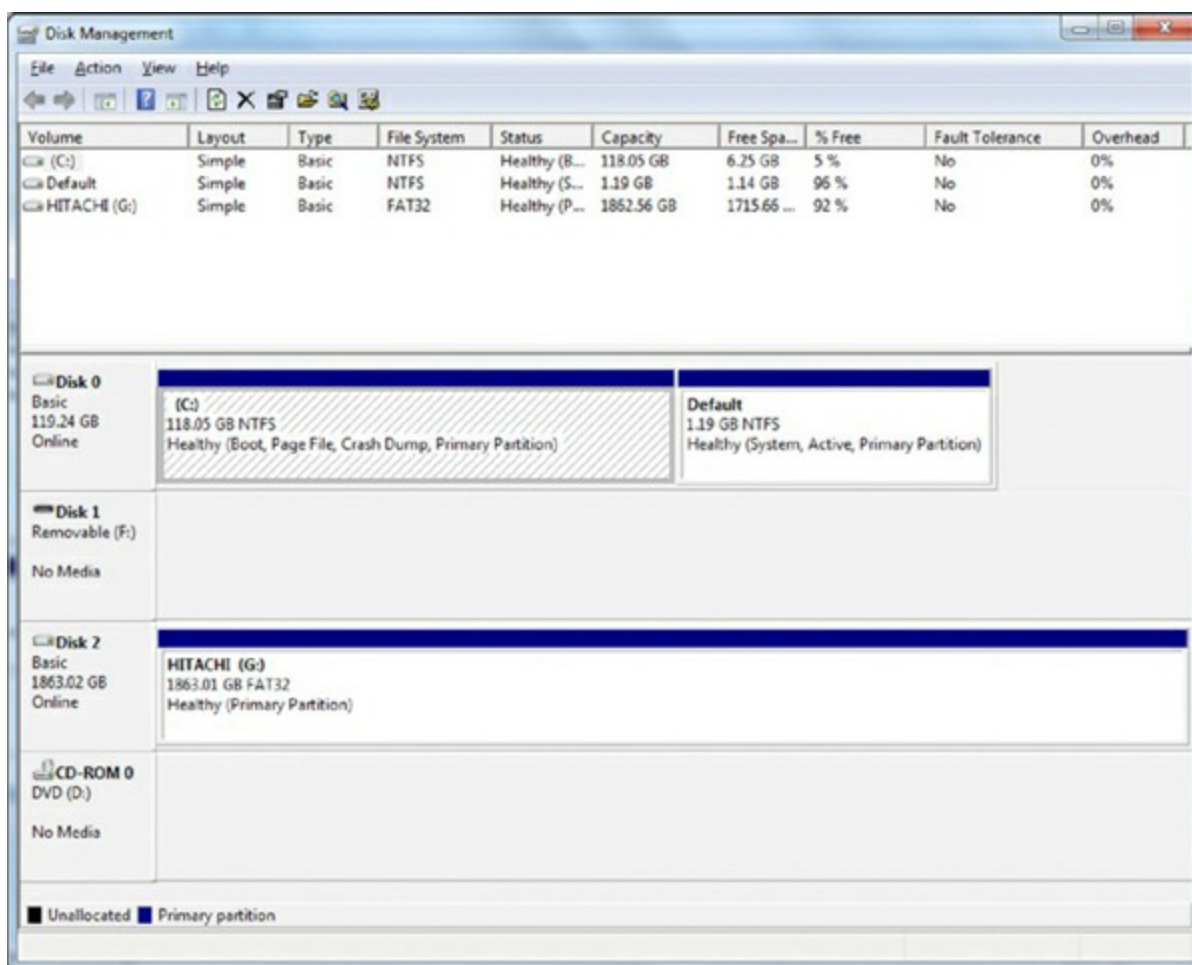 Disk Management
File Action View Help
Volume Layout Type File System Status Capacity Free Spa... % Free Fault Tolerance Overhead
(C:) Simple Basic NTFS Healthy (B... 118.05 GB 6.25 GB 5 % No 0%
Default Simple Basic NTFS Healthy (S... 1.19 GB 1.14 GB 96 % No 0%
HITACHI (G:) Simple Basic FAT32 Healthy (P... 1862.56 GB 1715.66 ... 92 % No 0%
Disk 0
Basic
119.24 GB
Online
(C:)
118.05 GB NTFS
Healthy (Boot, Page File, Crash Dump, Primary Partition)
Default
1.19 GB NTFS
Healthy (System, Active, Primary Partition)
Disk 1
Removable (F:)
No Media
Disk 2
Basic
1863.02 GB
Online
HITACHI (G:)
1863.01 GB FAT32
Healthy (Primary Partition)
CD-ROM 0
DVD (D:)
No Media
Unallocated Primary partition